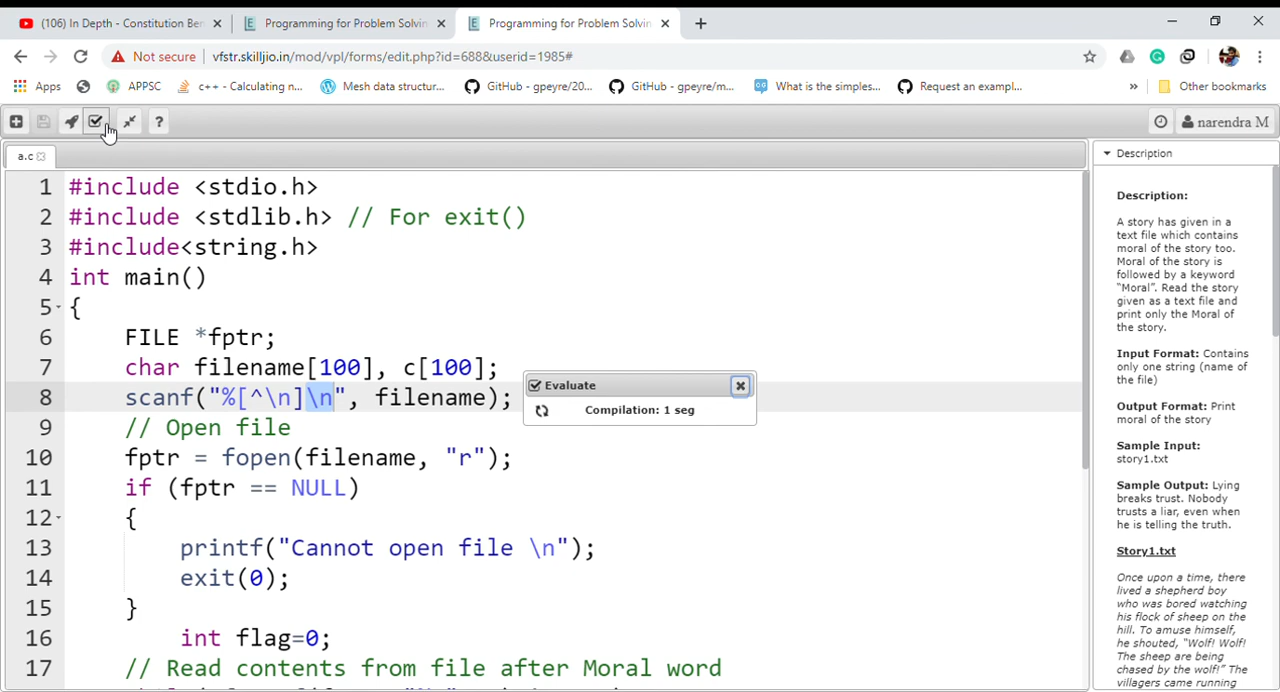 (106) In Depth - Constitution Ben
Programming for Problem Solvin
Programming for Problem Solvin
Not secure | vfstr.skilljio.in/mod/vpl/forms/edit.php?id=688&userid=1985#
Apps
APPSC
c++ - Calculating n...
Mesh data structur...
GitHub - gpeyre/20...
GitHub - gpeyre/m...
What is the simples...
Request an exampl...
»
Other bookmarks
narendra M
a.c
Description
1 #include <stdio.h>
2 #include <stdlib.h> // For exit()
3 #include<string.h>
4 int main()
5 {
6 FILE *fptr;
7 char filename[100], c[100];
8 scanf("%[^\n]\n", filename);
9 // Open file
10 fptr = fopen(filename, "r");
11 if (fptr == NULL)
12 {
13 printf("Cannot open file \n");
14 exit(0);
15 }
16 int flag=0;
17 // Read contents from file after Moral word
Evaluate
Compilation: 1 seg
Description:
A story has given in a
text file which contains
moral of the story too.
Moral of the story is
followed by a keyword
"Moral". Read the story
given as a text file and
print only the Moral of
the story.
Input Format: Contains
only one string (name of
the file)
Output Format: Print
moral of the story
Sample Input:
story1.txt
Sample Output: Lying
breaks trust. Nobody
trusts a liar, even when
he is telling the truth.
Story1.txt
Once upon a time, there
lived a shepherd boy
who was bored watching
his flock of sheep on the
hill. To amuse himself,
he shouted, "Wolf! Wolf!
The sheep are being
chased by the wolf!" The
villagers came running